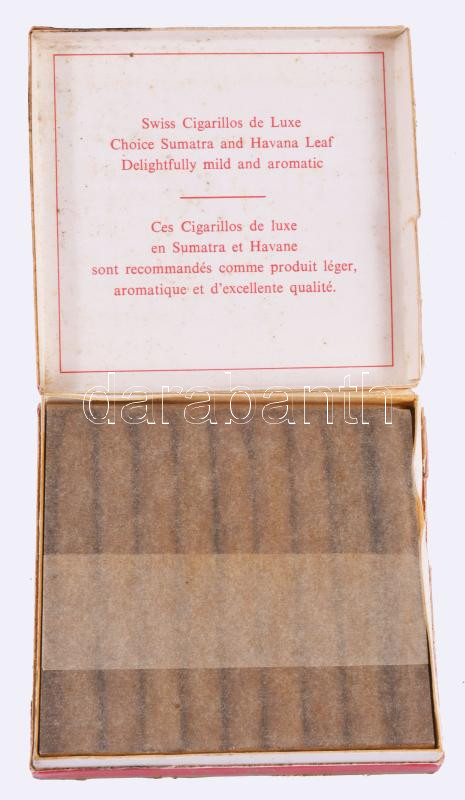 Swiss Cigarillos de Luxe
Choice Sumatra and Havana Leaf
Delightfully mild and aromatic
Ces Cigarillos de luxe
en Sumatra et Havane
sont recommandés comme produit léger,
aromatique et d'excellente qualité.
darabanth